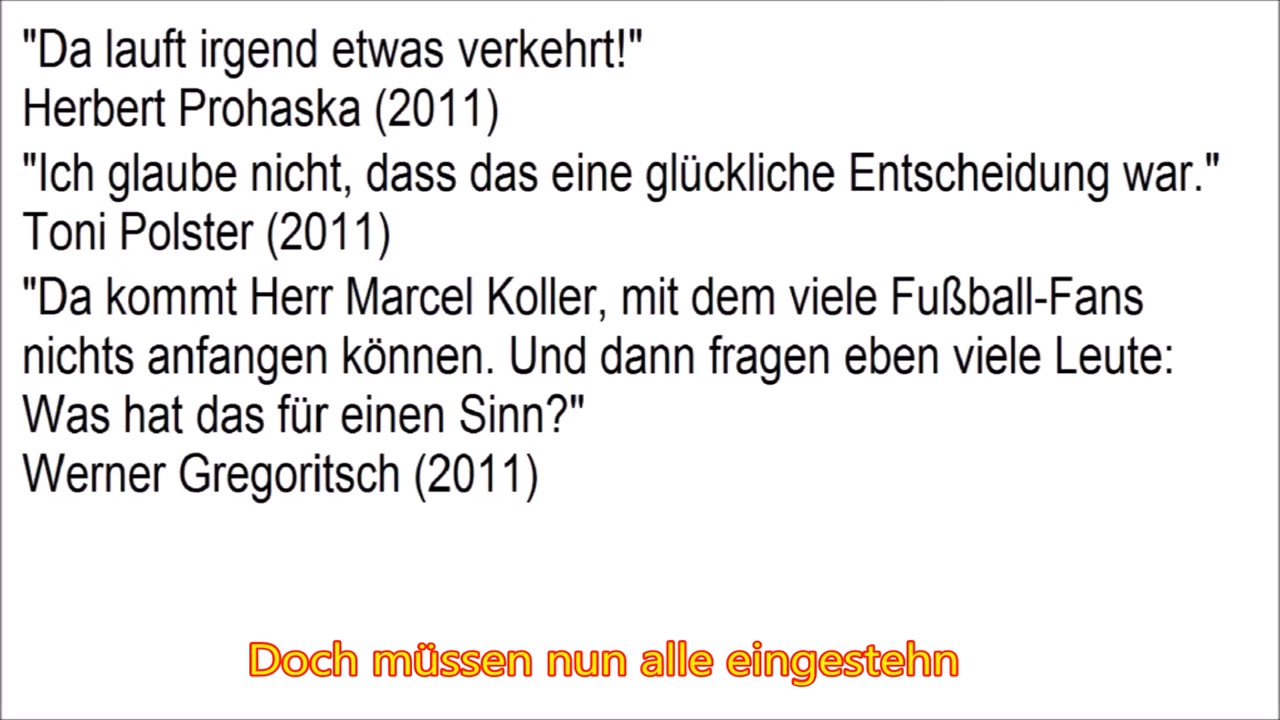 "Da lauft irgend etwas verkehrt!"
Herbert Prohaska (2011)
"Ich glaube nicht, dass das eine glückliche Entscheidung war."
Toni Polster (2011)
"Da kommt Herr Marcel Koller, mit dem viele Fußball-Fans
nichts anfangen können. Und dann fragen eben viele Leute:
Was hat das für einen Sinn?"
Werner Gregoritsch (2011)
Doch müssen nun alle eingestehn